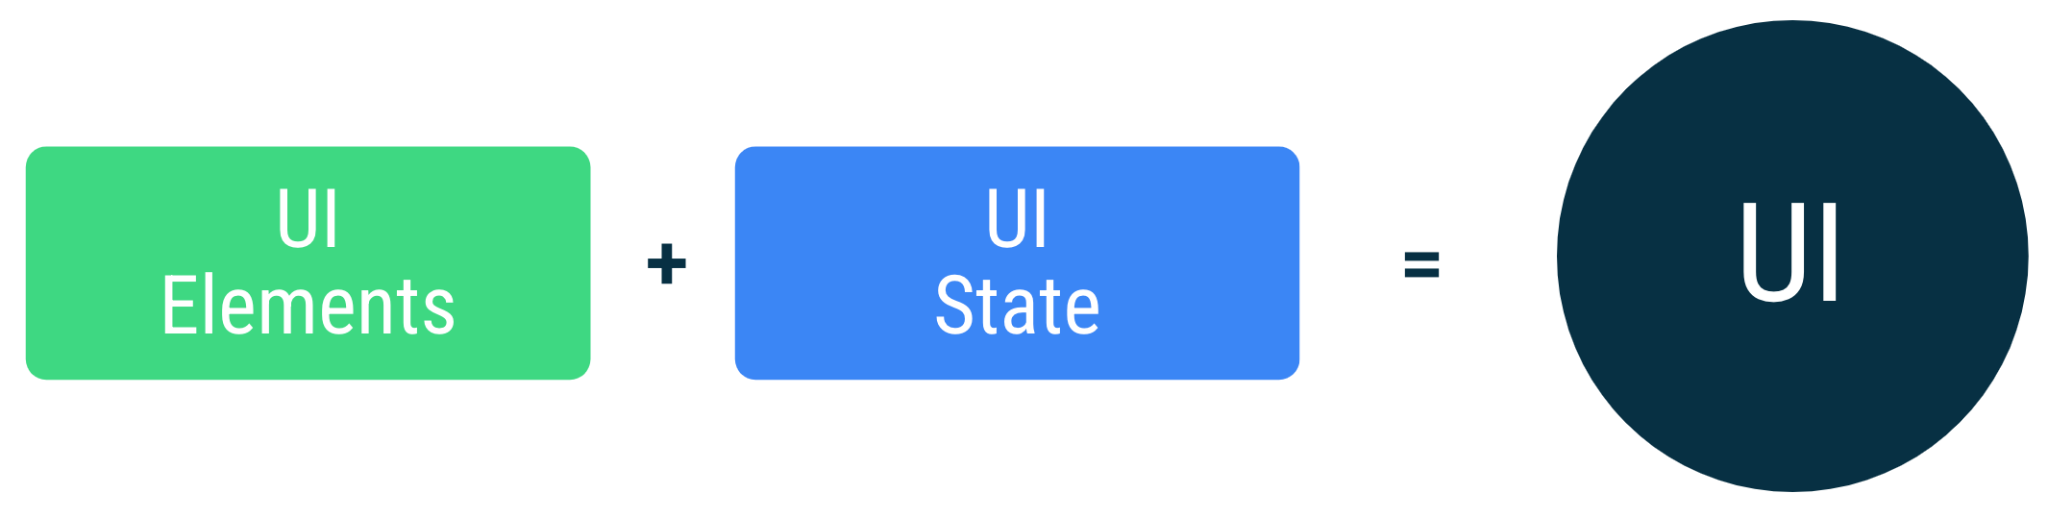 UI
Elements
+
UI
State
=
UI